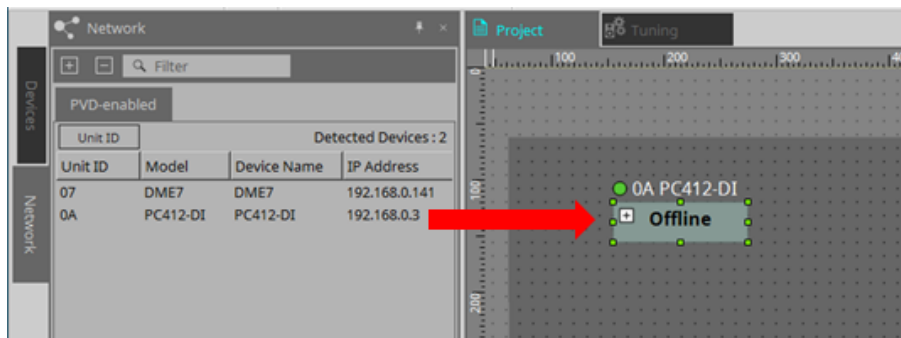 Network
Project
Tuning
Filter
100
200
300
0
Devices
PVD-enabled
Unit ID
Detected Devices : 2
Unit ID Model Device Name IP Address
07 DME7 DME7 192.168.0.141
0A PC412-DI PC412-DI 192.168.0.3
Network
100
0A PC412-DI
Offline
200